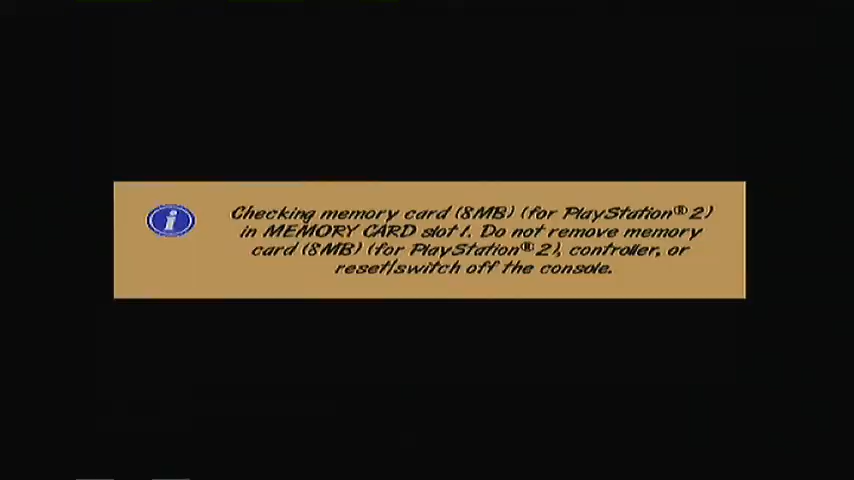 Checking memory card (8MB) (for PlayStation® 2)
in MEMORY CARD slot 1. Do not remove memory
card (8MB) (for PlayStation® 2), controller, or
reset/switch off the console.